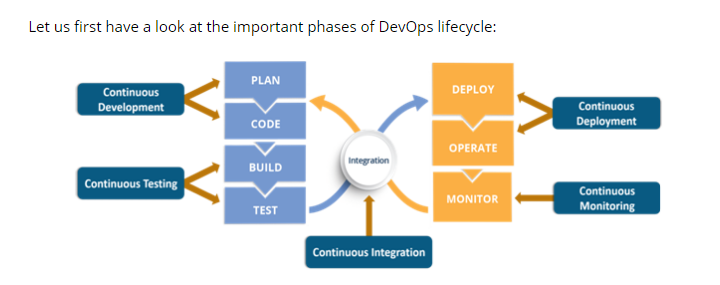 Let us first have a look at the important phases of DevOps lifecycle:
Continuous
Development
Continuous Testing
PLAN
CODE
BUILD
TEST
Integration
Continuous Integration
DEPLOY
OPERATE
MONITOR
Continuous
Deployment
Continuous
Monitoring